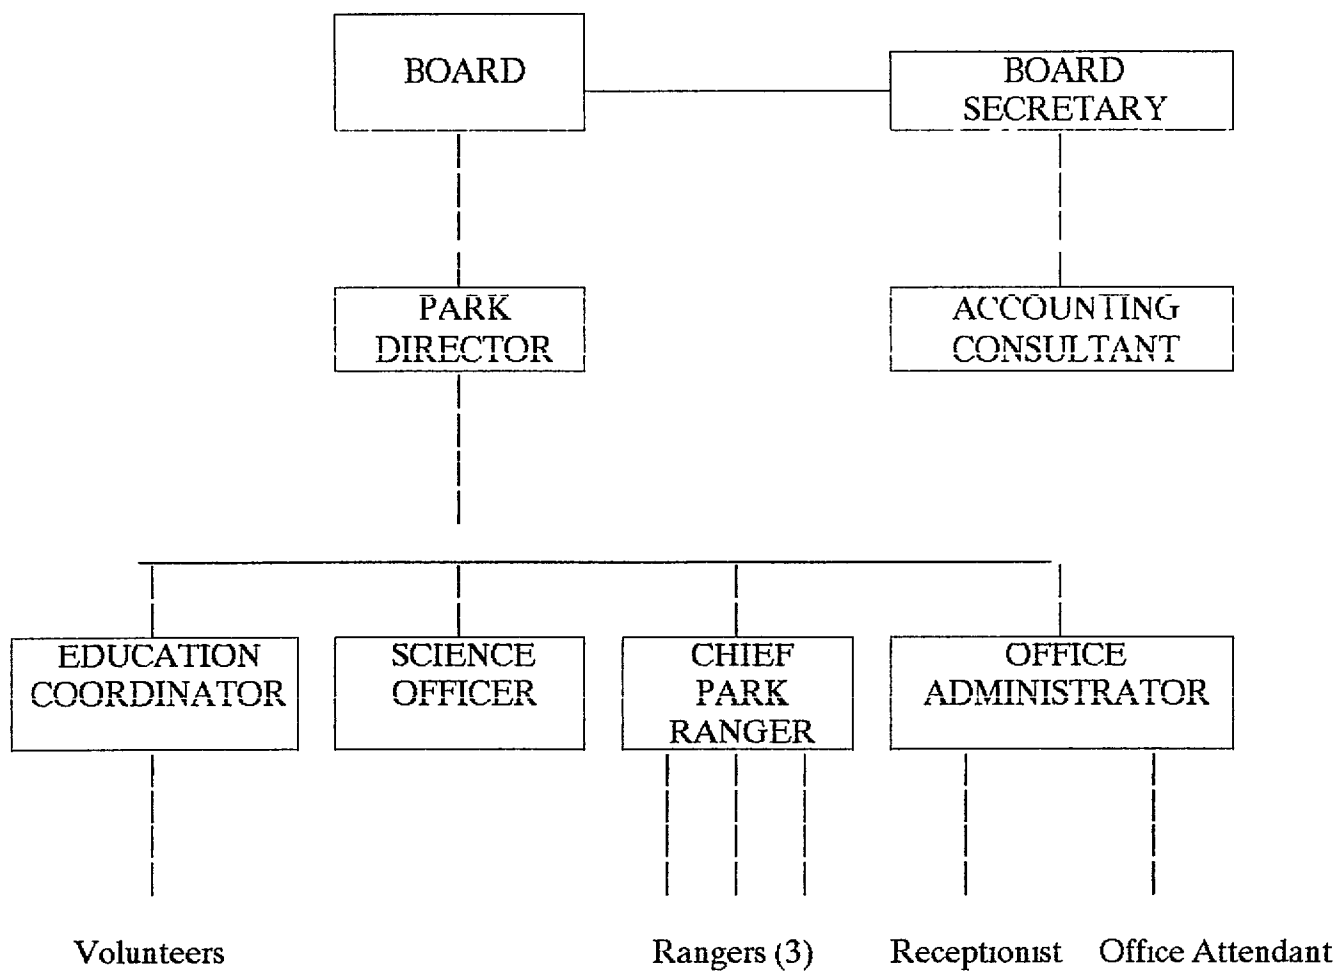 BOARD
BOARD
SECRETARY
PARK
DIRECTOR
ACCOUNTING
CONSULTANT
EDUCATION
COORDINATOR
SCIENCE
OFFICER
CHIEF
PARK
RANGER
OFFICE
ADMINISTRATOR
Volunteers
Rangers (3)
Receptionist
Office Attendant